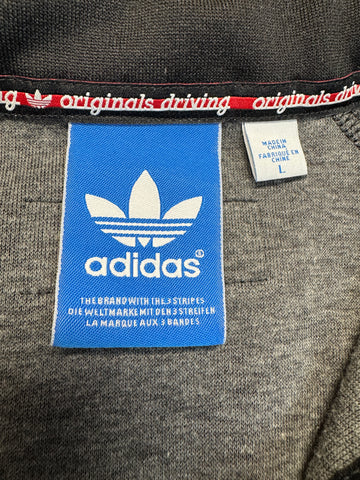 ng originals driving originals
MADE IN
CHINA
FABRIQUÉ EN
CHINE
L
adidas®
THE BRAND WITH THE 3 STRIPES
DIE WELTMARKE MIT DEN 3 STREIFEN
LA MARQUE AUX 3 BANDES